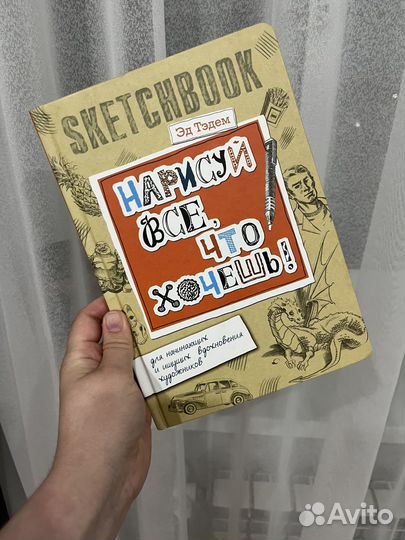 SKETCHBOOK
Эд Тэдем
НАРИСУЙ
ВСЕ,
ЧТО
ХОЧЕШЬ!
для начинающих
и ищущих вдохновения
художников
Avito